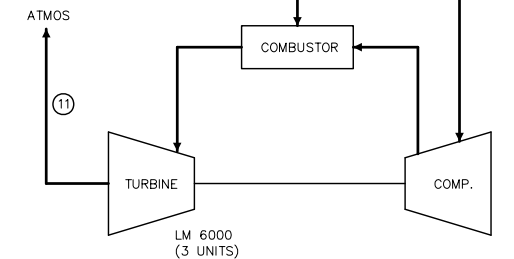 ATMOS
COMBUSTOR
11
TURBINE
COMP.
LM 6000
(3 UNITS)